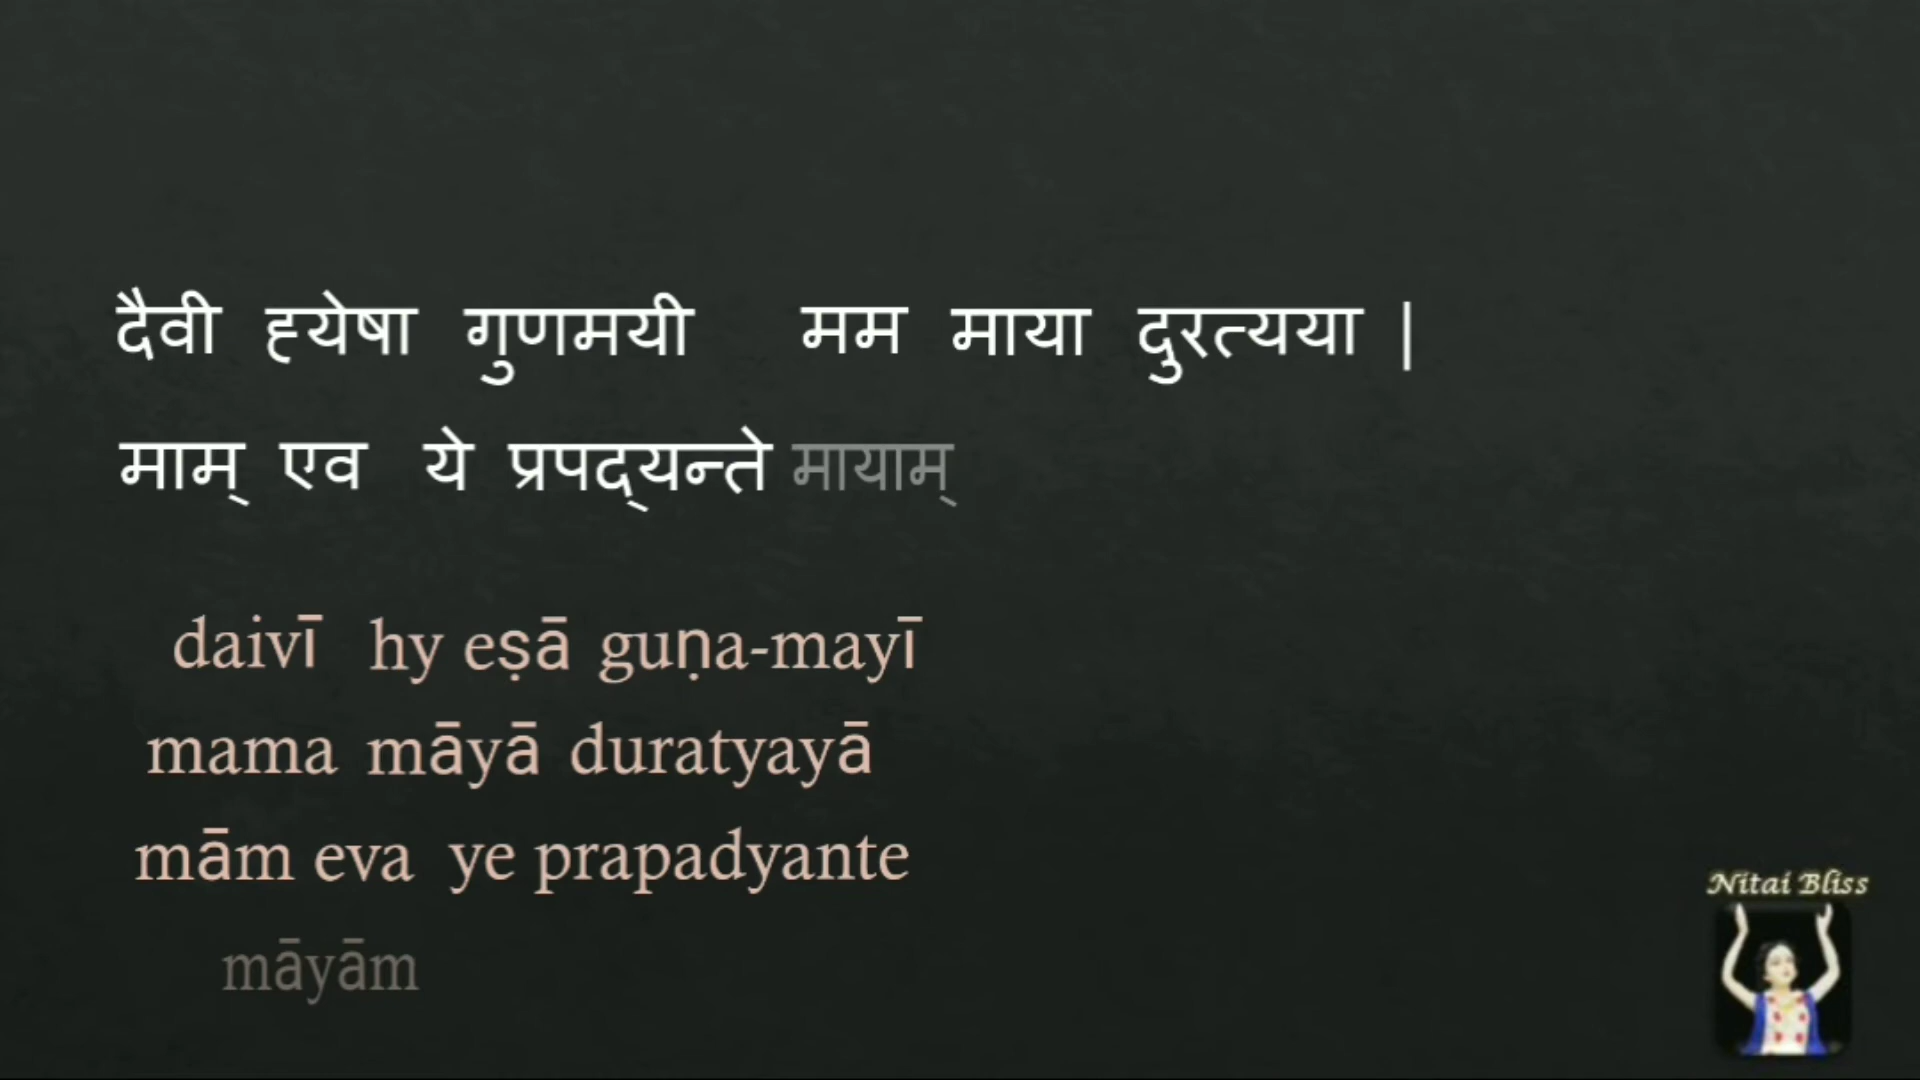 दैवी ह्येषा गुणमयी मम माया दुरत्यया |
माम् एव ये प्रपद्यन्ते मायाम्
daivī hy eṣā guṇa-mayī
mama māyā duratyayā
mām eva ye prapadyante
māyām
Nitai Bliss